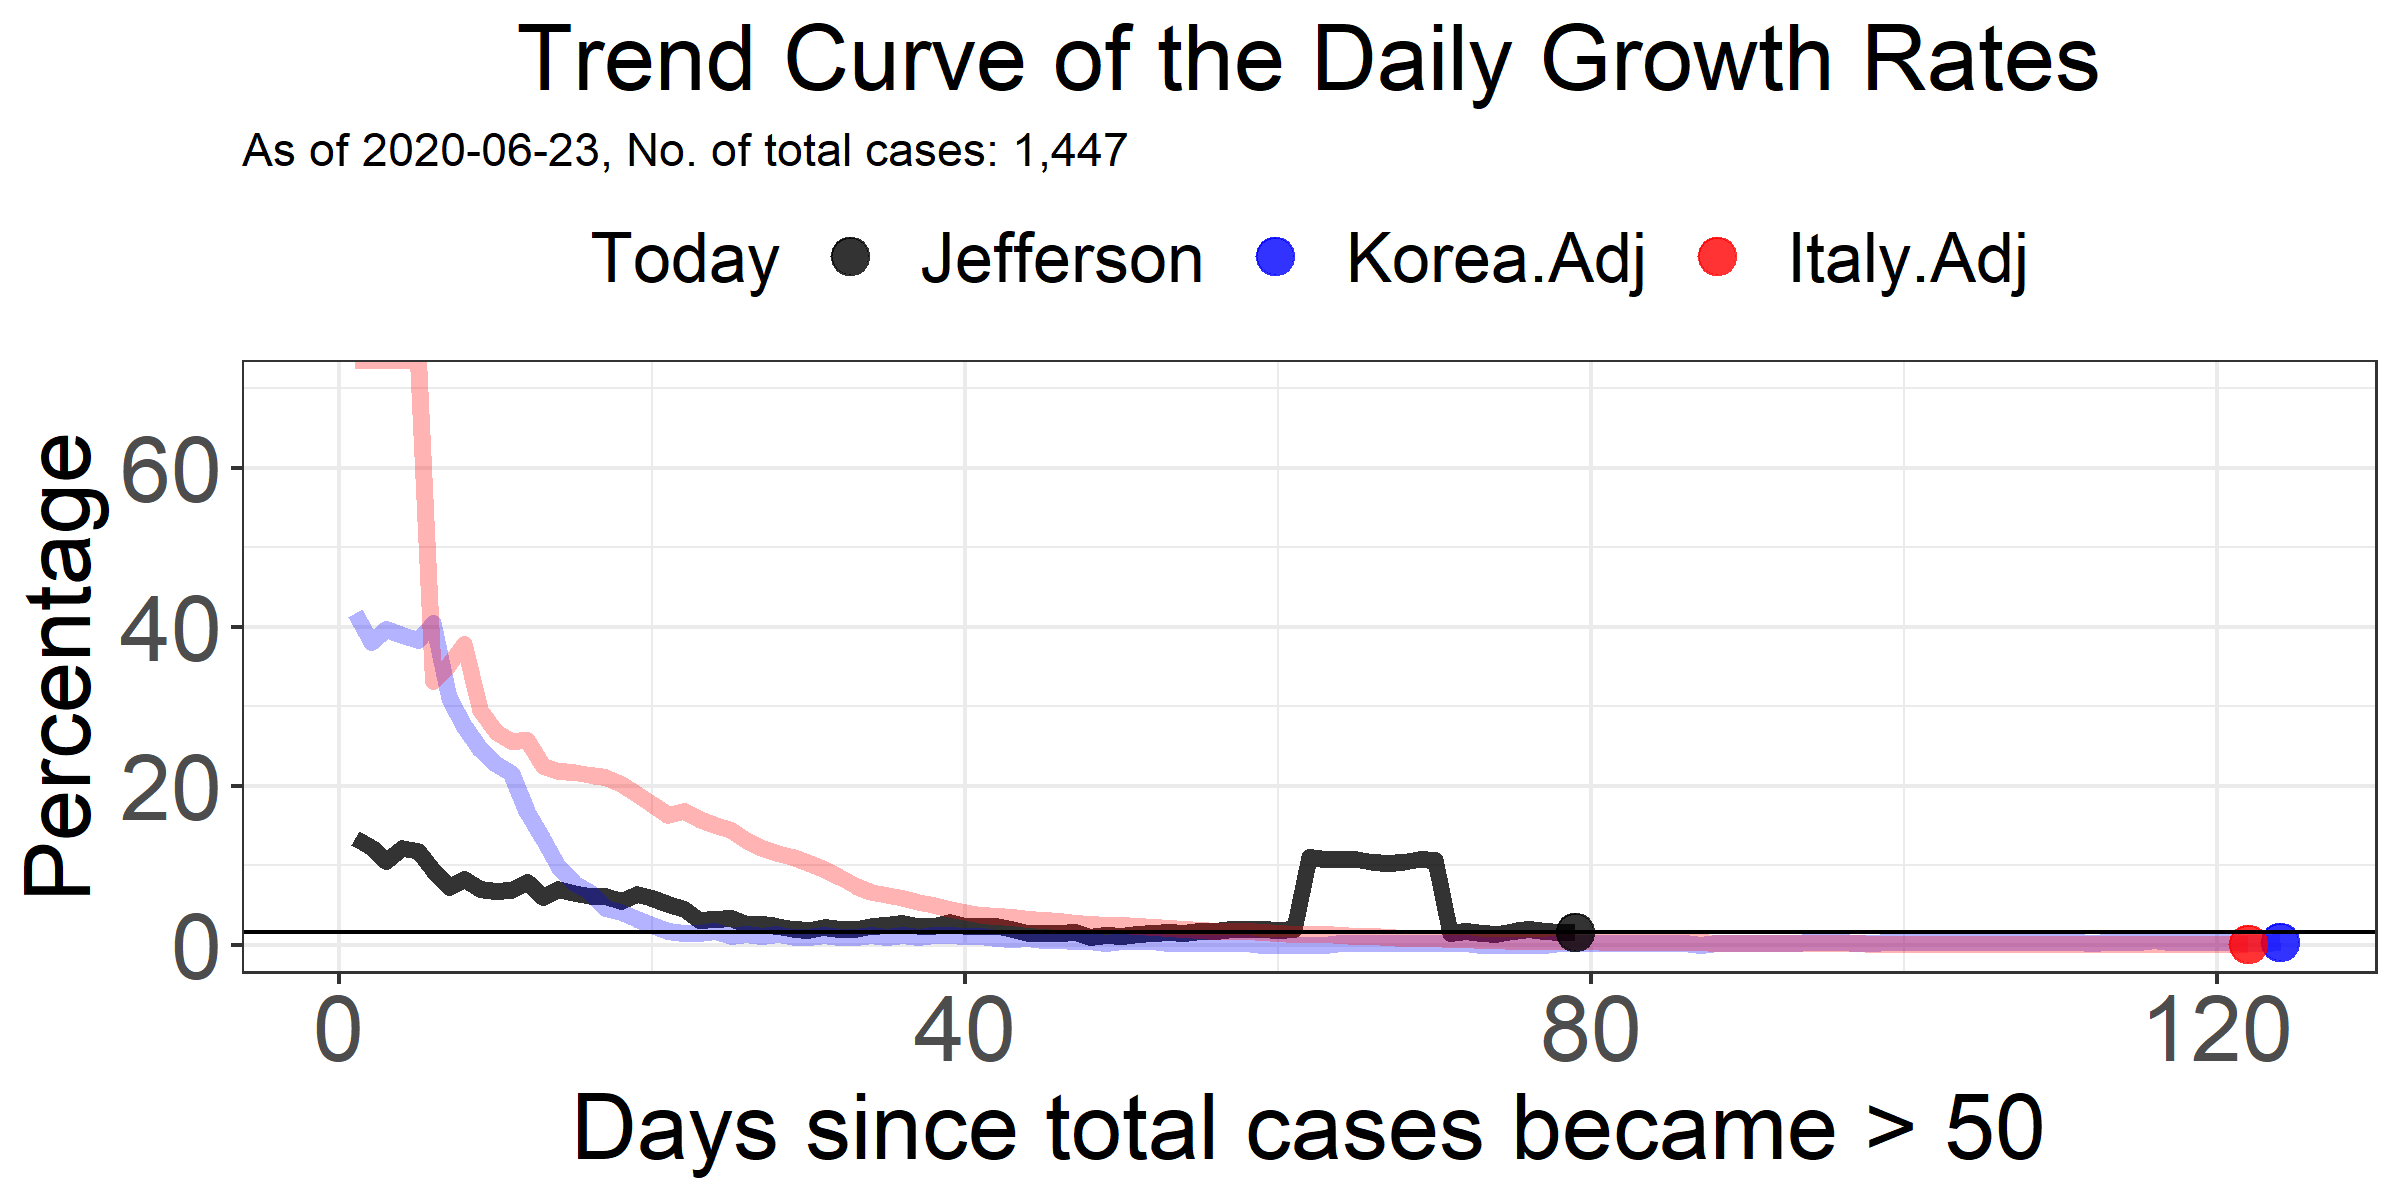 Trend Curve of the Daily Growth Rates
As of 2020-06-23, No. of total cases: 1,447
Today Jefferson Korea.Adj Italy.Adj
Percentage
60
40
20
0
0 40 80 120
Days since total cases became > 50